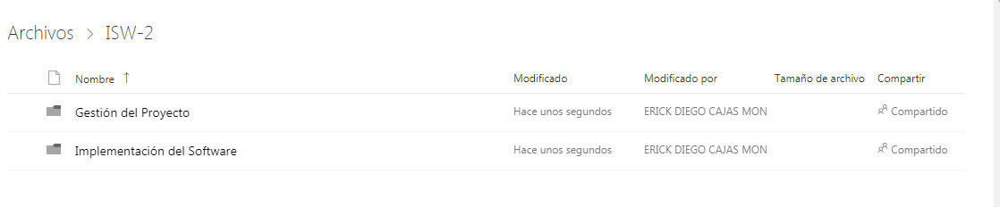 Archivos > ISW-2
Nombre ↑ Modificado Modificado por Tamaño de archivo Compartir
Gestión del Proyecto Hace unos segundos ERICK DIEGO CAJAS MON Compartido
Implementación del Software Hace unos segundos ERICK DIEGO CAJAS MON Compartido